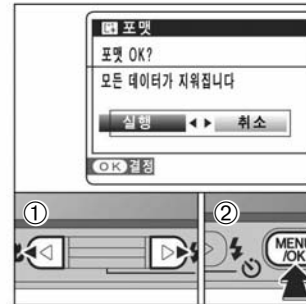 포맷
포맷 OK?
모든 데이터가 지워집니다
실행 ◀ ▶ 취소
OK 결정
① ②
MENU
/OK